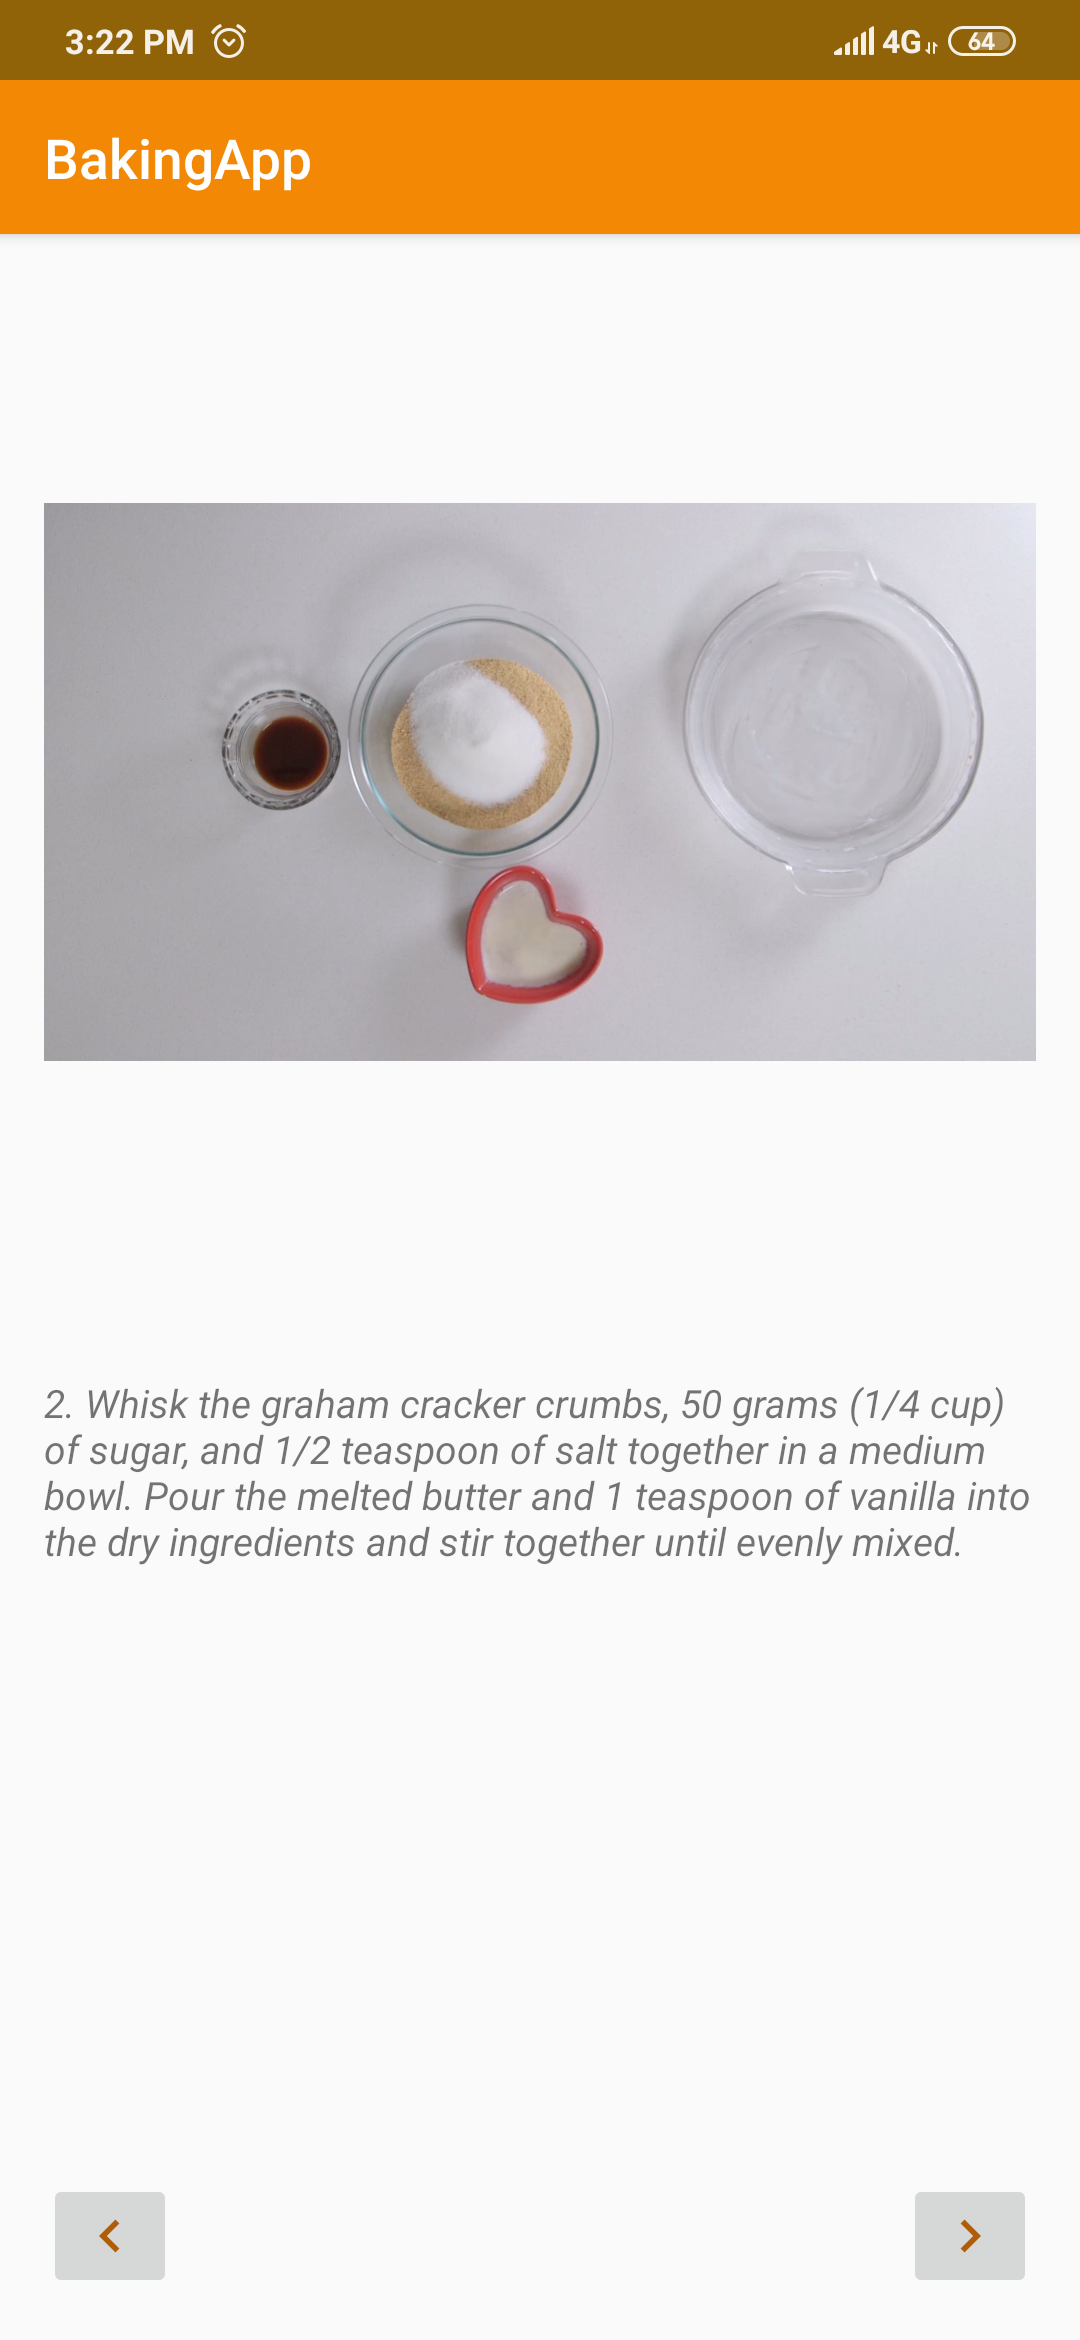 3:22 PM 4G 64
BakingApp
2. Whisk the graham cracker crumbs, 50 grams (1/4 cup)
of sugar, and 1/2 teaspoon of salt together in a medium
bowl. Pour the melted butter and 1 teaspoon of vanilla into
the dry ingredients and stir together until evenly mixed.